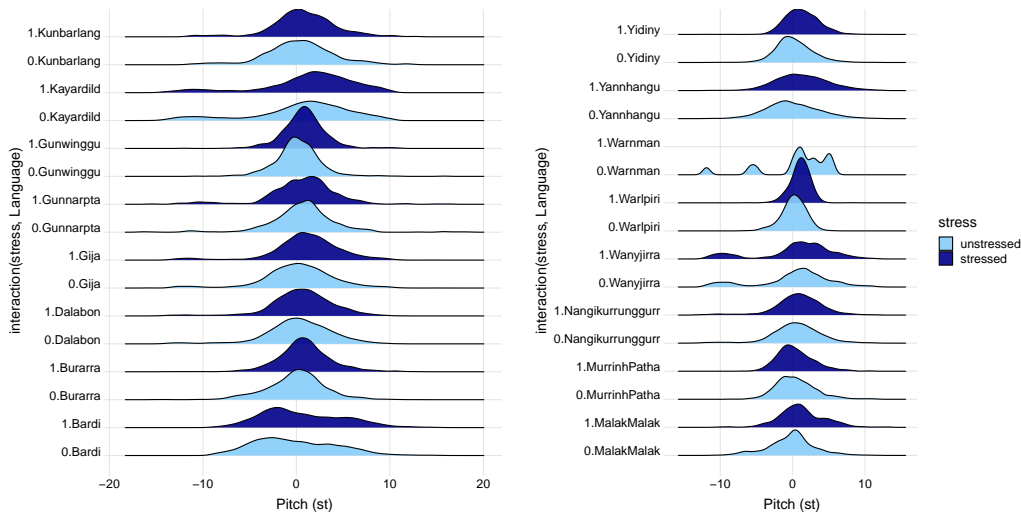 interaction(stress, Language)
1.Kunbarlang
0.Kunbarlang
1.Kayardild
0.Kayardild
1.Gunwinggu
0.Gunwinggu
1.Gunnarpta
0.Gunnarpta
1.Gija
0.Gija
1.Dalabon
0.Dalabon
1.Burarra
0.Burarra
1.Bardi
0.Bardi
−20 −10 0 10 20
Pitch (st)
interaction(stress, Language)
1.Yidiny
0.Yidiny
1.Yannhangu
0.Yannhangu
1.Warnman
0.Warnman
1.Warlpiri
0.Warlpiri
1.Wanyjirra
0.Wanyjirra
1.Nangikurrunggurr
0.Nangikurrunggurr
1.MurrinhPatha
0.MurrinhPatha
1.MalakMalak
0.MalakMalak
−10 0 10
Pitch (st)
stress
unstressed
stressed